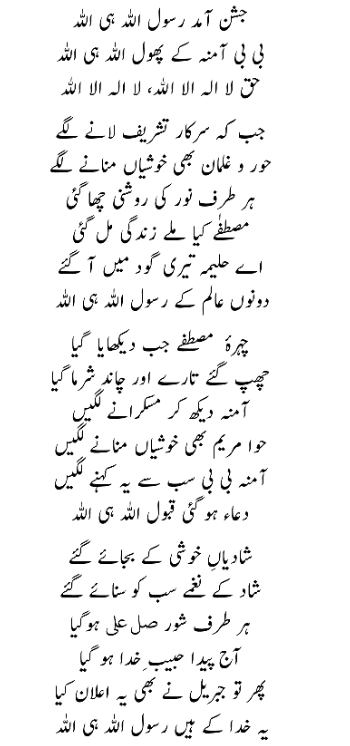 جشن آمد رسول اللہ ہی اللہ
بی بی آمنہ کے پھول اللہ ہی اللہ
حق لا الہ الا اللہ، لا الہ الا اللہ
جب کہ سرکار تشریف لانے لگے
حور و غلمان بھی خوشیاں منانے لگے
ہر طرف نور کی روشنی چھا گئی
مصطفٰے کیا ملے زندگی مل گئی
اے حلیمہ تیری گود میں آ گئے
دونوں عالم کے رسول اللہ ہی اللہ
چہرۂ مصطفے جب دیکھایا گیا
چھپ گئے تارے اور چاند شرما گیا
آمنہ دیکھ کر مسکرانے لگیں
حوا مریم بھی خوشیاں منانے لگیں
آمنہ بی بی سب سے یہ کہنے لگیں
دعاء ہو گئی قبول اللہ ہی اللہ
شادیاںِ خوشی کے بجائے گئے
شاد کے نغمے سب کو سنائے گئے
ہر طرف شور صل علی ہوگیا
آج پیدا حبیبِ خدا ہو گیا
پھر تو جبریل نے بھی یہ اعلان کیا
یہ خدا کے ہیں رسول اللہ ہی اللہ